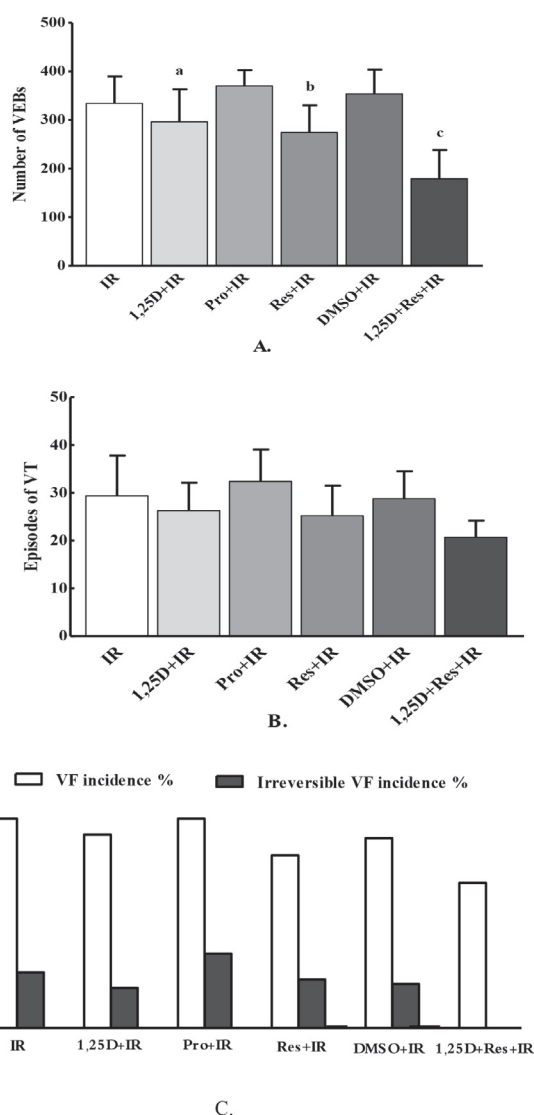 500
400
300
200
100
0
Number of VEBs
a
b
c
IR
1,25D+IR
Pro+IR
Res+IR
DMSO+IR
1,25D+Res+IR
A.
50
40
30
20
10
0
Episodes of VT
IR
1,25D+IR
Pro+IR
Res+IR
DMSO+IR
1,25D+Res+IR
B.
VF incidence % Irreversible VF incidence %
IR 1,25D+IR Pro+IR Res+IR DMSO+IR 1,25D+Res+IR
C.